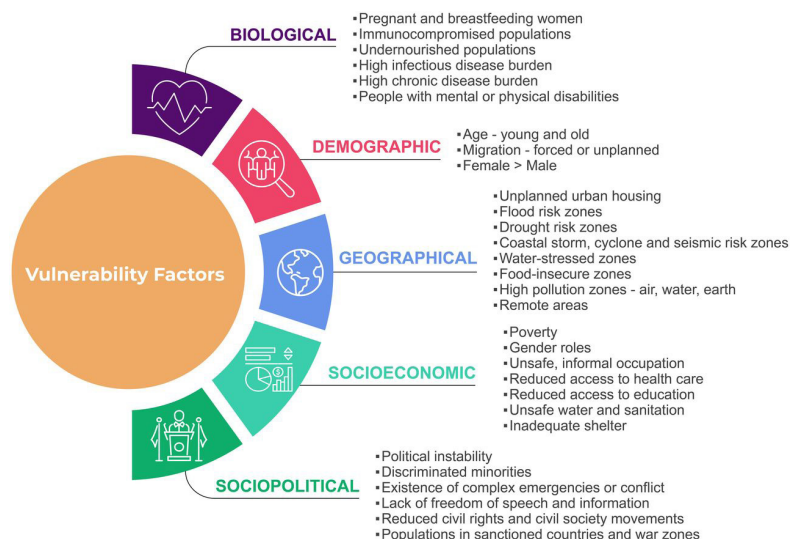 BIOLOGICAL
▪Pregnant and breastfeeding women
▪Immunocompromised populations
▪Undernourished populations
▪High infectious disease burden
▪High chronic disease burden
▪People with mental or physical disabilities
DEMOGRAPHIC
▪Age - young and old
▪Migration - forced or unplanned
▪Female > Male
Vulnerability Factors
GEOGRAPHICAL
▪Unplanned urban housing
▪Flood risk zones
▪Drought risk zones
▪Coastal storm, cyclone and seismic risk zones
▪Water-stressed zones
▪Food-insecure zones
▪High pollution zones - air, water, earth
▪Remote areas
SOCIOECONOMIC
▪Poverty
▪Gender roles
▪Unsafe, informal occupation
▪Reduced access to health care
▪Reduced access to education
▪Unsafe water and sanitation
▪Inadequate shelter
SOCIOPOLITICAL
▪Political instability
▪Discriminated minorities
▪Existence of complex emergencies or conflict
▪Lack of freedom of speech and information
▪Reduced civil rights and civil society movements
▪Populations in sanctioned countries and war zones